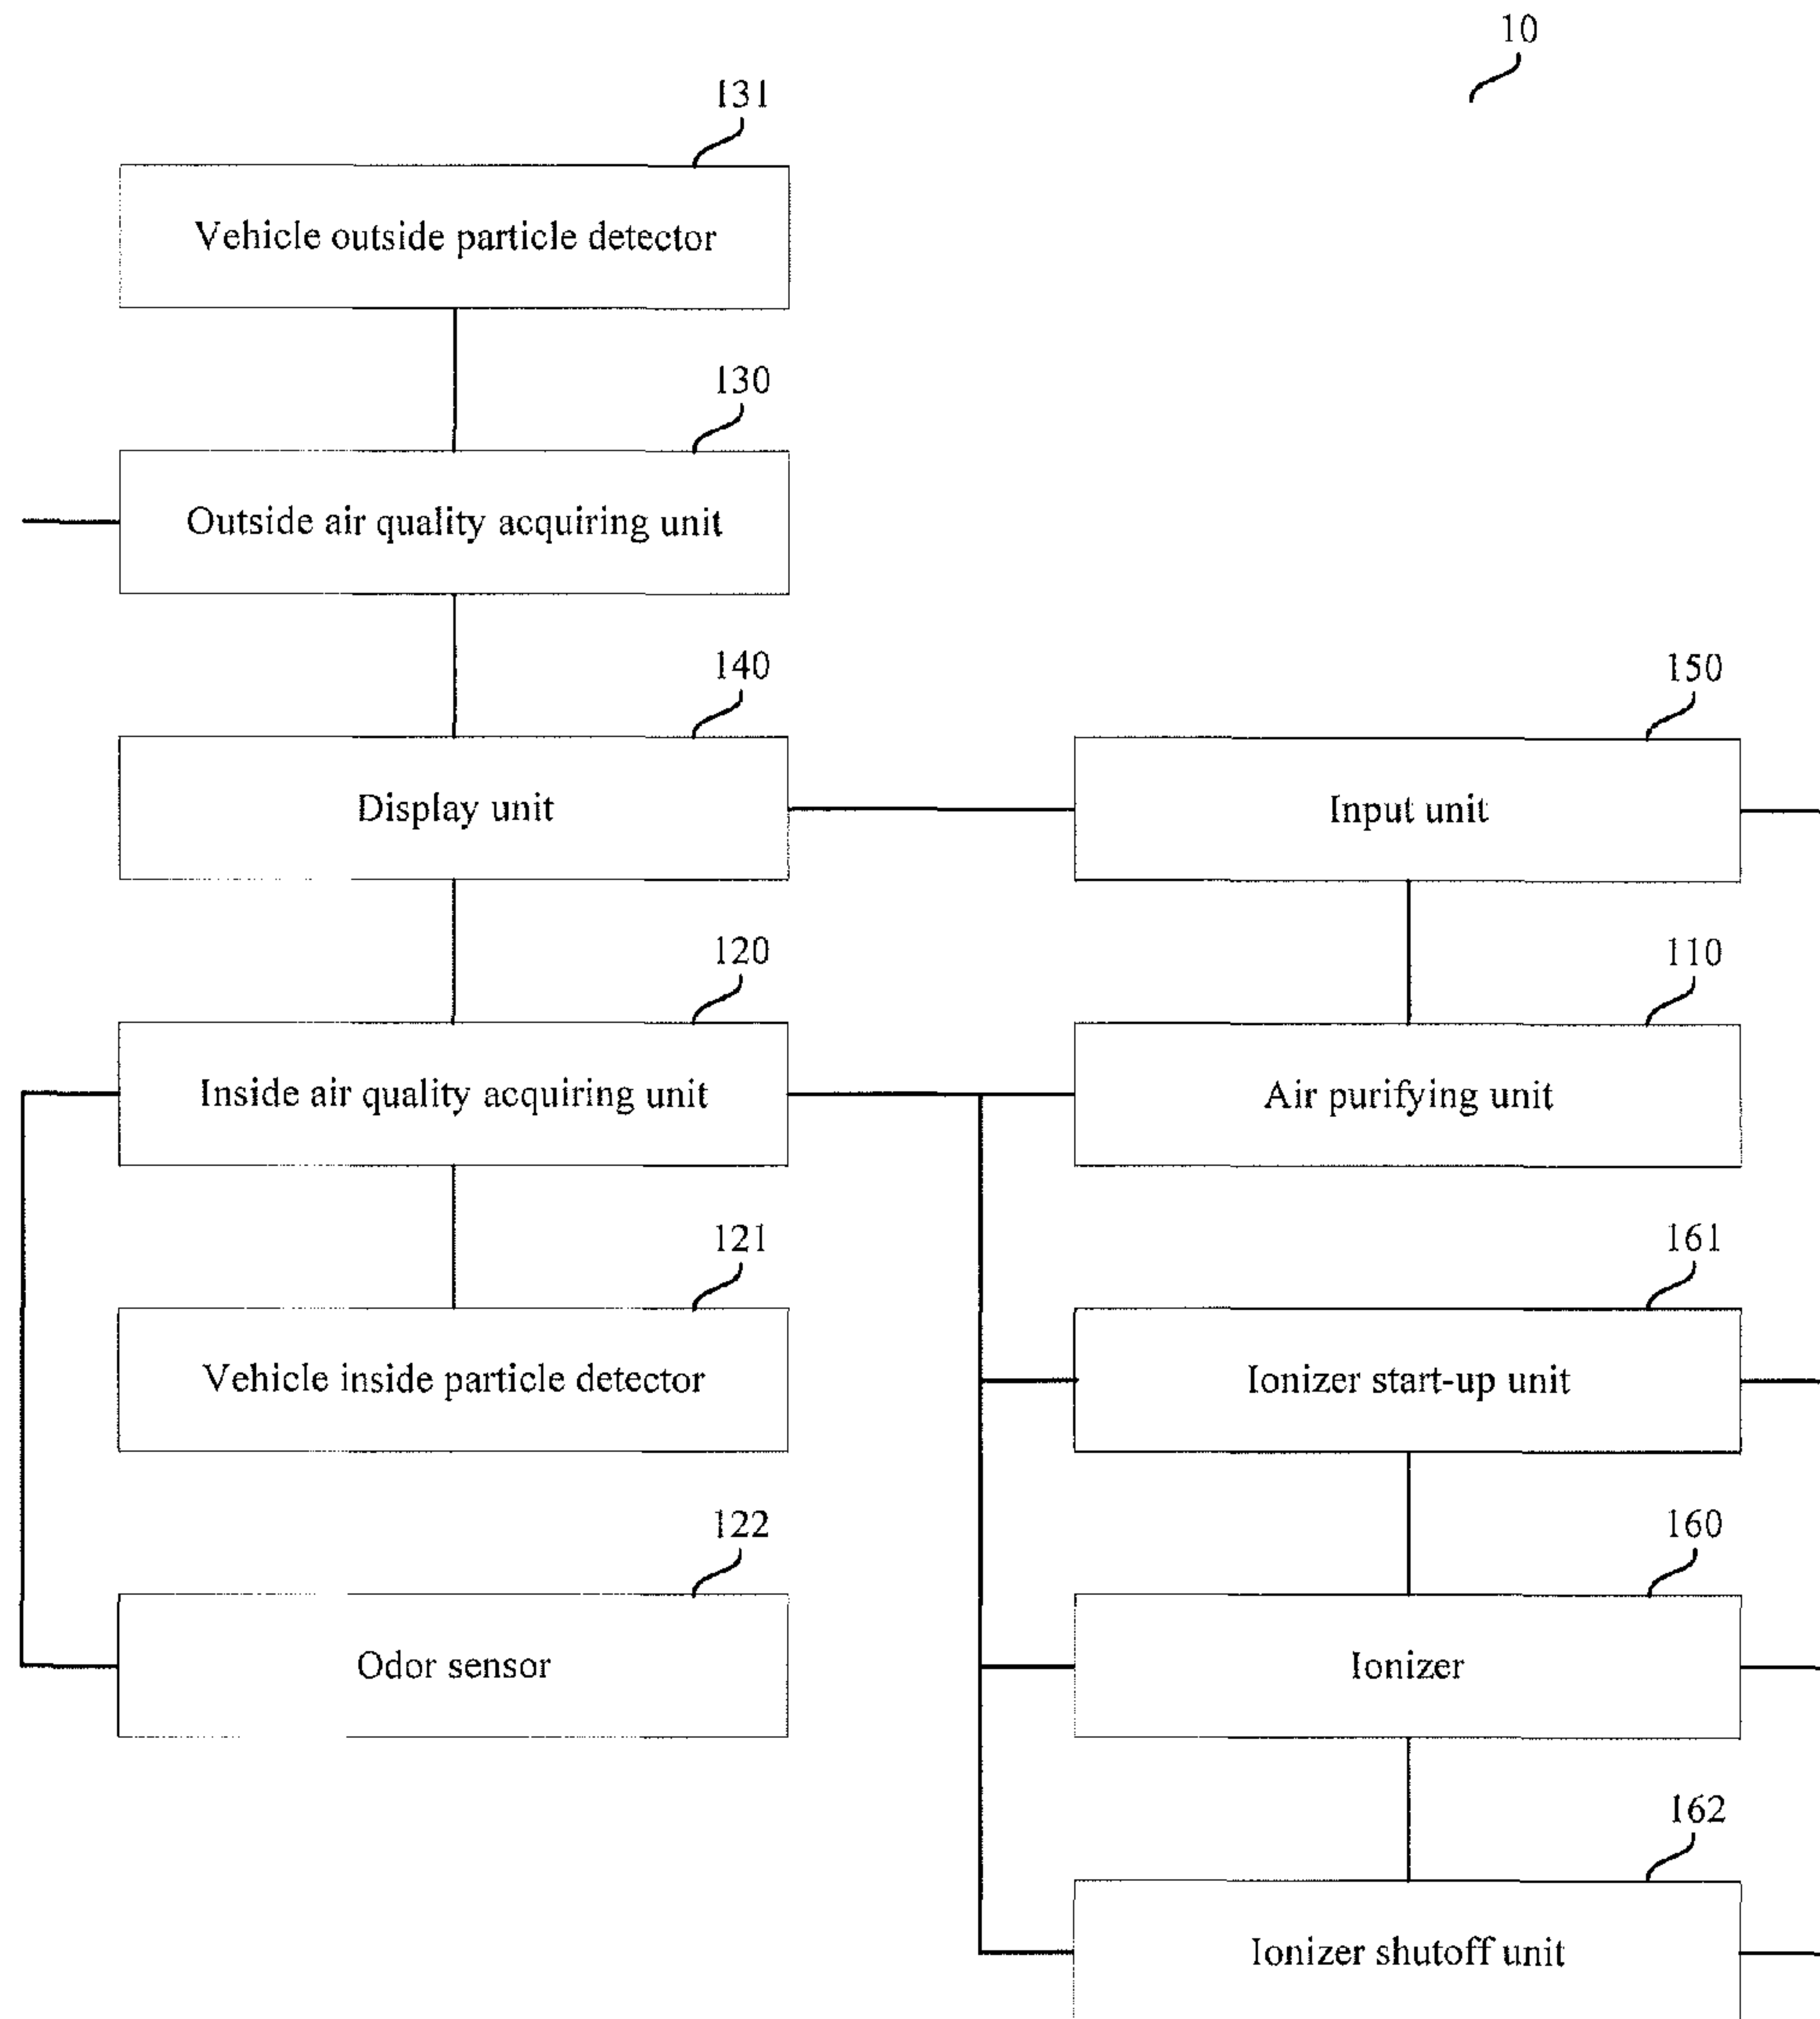 10
131
Vehicle outside particle detector
130
Outside air quality acquiring unit
140
Display unit
150
Input unit
120
Inside air quality acquiring unit
110
Air purifying unit
121
Vehicle inside particle detector
161
Ionizer start-up unit
122
Odor sensor
160
Ionizer
162
Ionizer shutoff unit